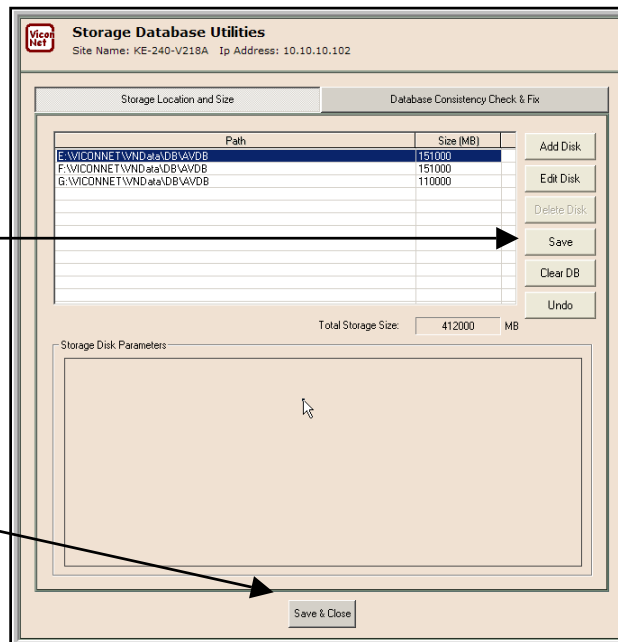 Vicon
Net
Storage Database Utilities
Site Name: KE-240-V218A Ip Address: 10.10.10.102
Storage Location and Size
Database Consistency Check & Fix
Path Size (MB)
E:\VICONNET\VNData\DB\AVDB 151000
F:\VICONNET\VNData\DB\AVDB 151000
G:\VICONNET\VNData\DB\AVDB 110000
Add Disk
Edit Disk
Delete Disk
Save
Clear DB
Undo
Total Storage Size: 412000 MB
Storage Disk Parameters
Save & Close